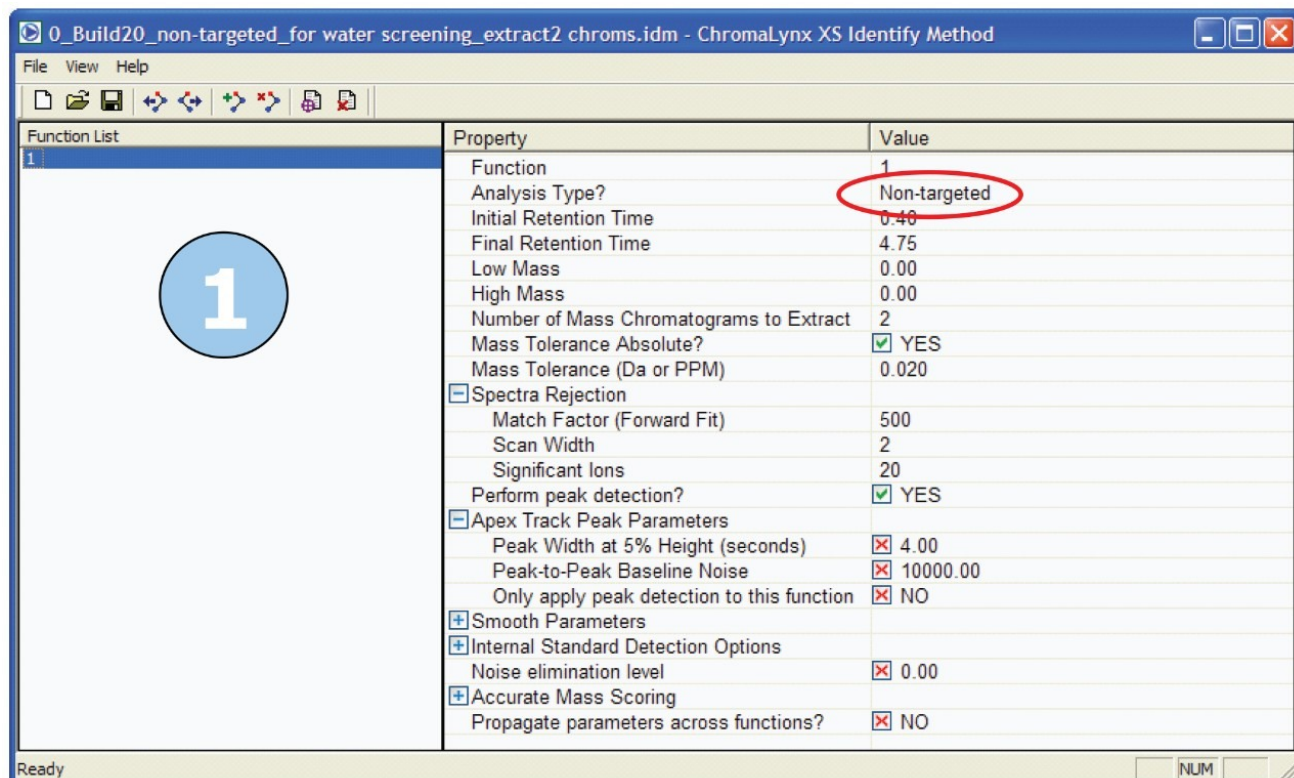 0_Build20_non-targeted_for water screening_extract2 chroms.idm - ChromaLynx XS Identify Method
File View Help
Function List
1
1
Property Value
Function 1
Analysis Type? Non-targeted
Initial Retention Time 0.40
Final Retention Time 4.75
Low Mass 0.00
High Mass 0.00
Number of Mass Chromatograms to Extract 2
Mass Tolerance Absolute? YES
Mass Tolerance (Da or PPM) 0.020
Spectra Rejection
Match Factor (Forward Fit) 500
Scan Width 2
Significant Ions 20
Perform peak detection? YES
Apex Track Peak Parameters
Peak Width at 5% Height (seconds) 4.00
Peak-to-Peak Baseline Noise 10000.00
Only apply peak detection to this function NO
Smooth Parameters
Internal Standard Detection Options
Noise elimination level 0.00
Accurate Mass Scoring
Propagate parameters across functions? NO
Ready NUM